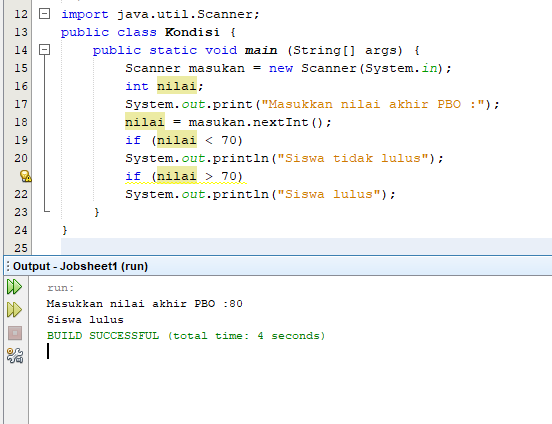 12 import java.util.Scanner;
13 public class Kondisi {
14 public static void main (String[] args) {
15 Scanner masukan = new Scanner(System.in);
16 int nilai;
17 System.out.print("Masukkan nilai akhir PBO :");
18 nilai = masukan.nextInt();
19 if (nilai < 70)
20 System.out.println("Siswa tidak lulus");
if (nilai > 70)
22 System.out.println("Siswa lulus");
23 }
24 }
25
Output - Jobsheet1 (run)
run:
Masukkan nilai akhir PBO :80
Siswa lulus
BUILD SUCCESSFUL (total time: 4 seconds)